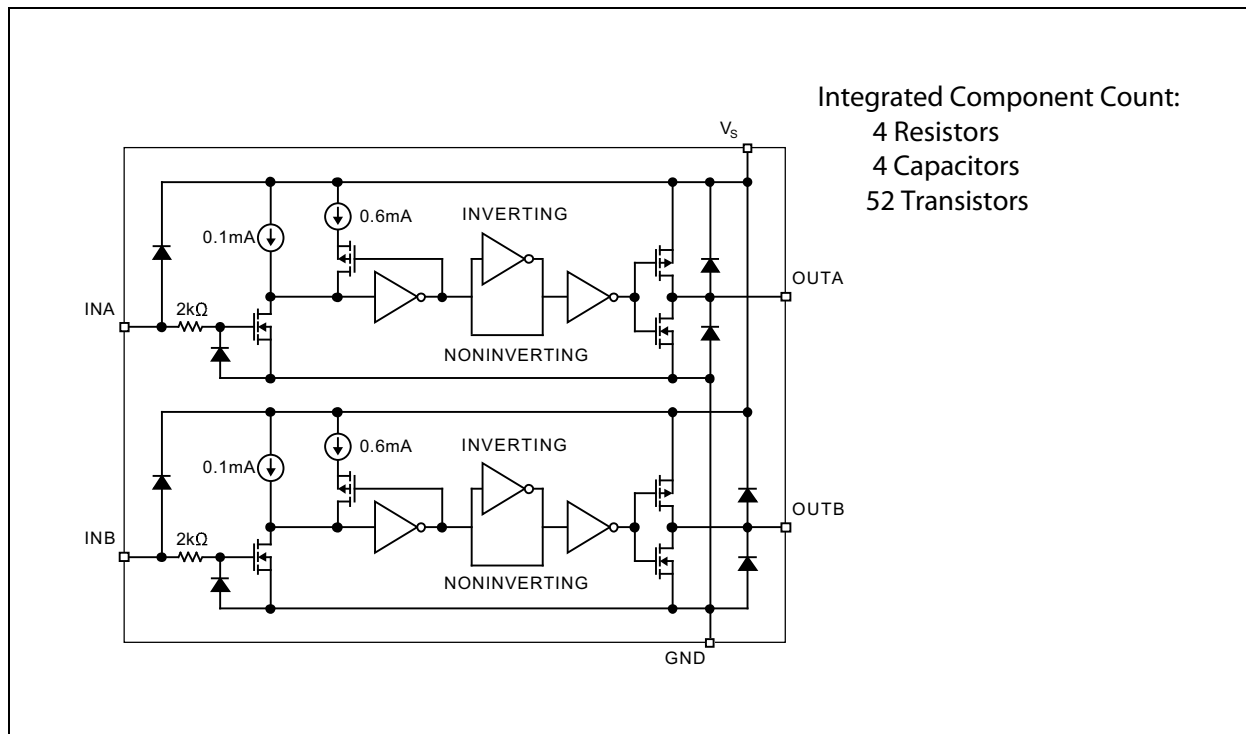 Integrated Component Count:
4 Resistors
4 Capacitors
52 Transistors
VS
0.6mA
INVERTING
0.1mA
OUTA
INA
2kΩ
NONINVERTING
0.6mA
INVERTING
0.1mA
OUTB
INB
2kΩ
NONINVERTING
GND